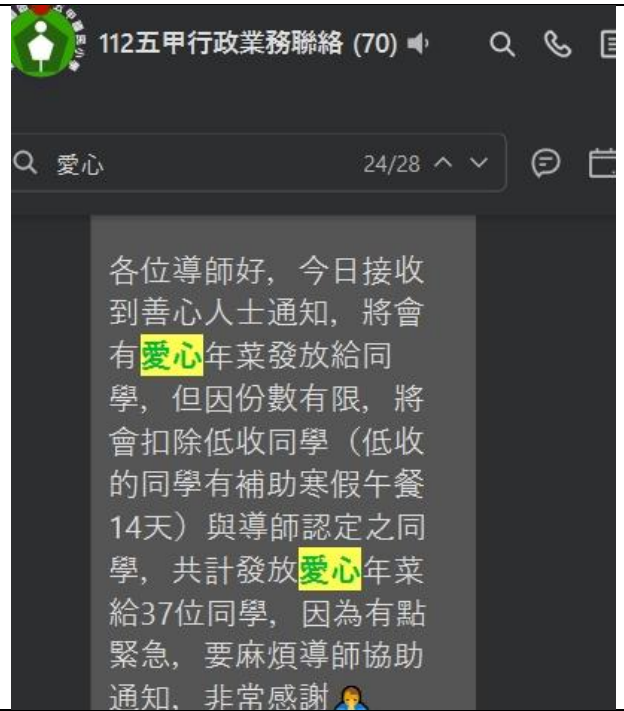 112五甲行政業務聯絡 (70)
愛心
24/28
各位導師好，今日接收
到善心人士通知，將會
有愛心年菜發放給同
學，但因份數有限，將
會扣除低收同學（低收
的同學有補助寒假午餐
14天）與導師認定之同
學，共計發放愛心年菜
給37位同學，因為有點
緊急，要麻煩導師協助
通知，非常感謝